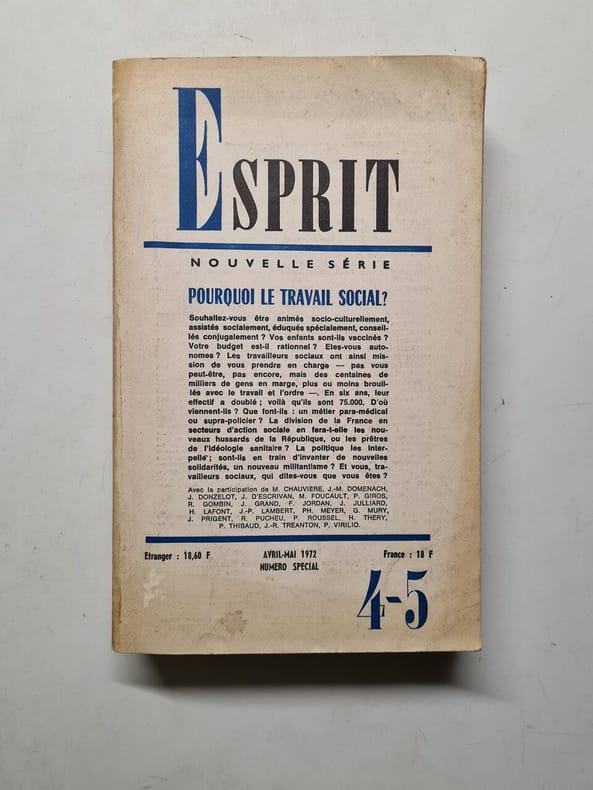 ESPRIT
NOUVELLE SÉRIE
POURQUOI LE TRAVAIL SOCIAL?
Souhaitez-vous être animés socio-culturellement,
assistés socialement, éduqués spécialement, conseil-
lés conjugalement ? Vos enfants sont-ils vaccinés ?
Votre budget est-il rationnel ? Etes-vous auto-
nomes ? Les travailleurs sociaux ont ainsi mis-
sion de vous prendre en charge — pas vous
peut-être, pas encore, mais des centaines de
milliers de gens en marge, plus ou moins brouil-
lés avec le travail et l'ordre —. En six ans, leur
effectif a doublé ; voilà qu'ils sont 75.000. D'où
viennent-ils ? Que font-ils : un métier para-médical
ou supra-policier ? La division de la France en
secteurs d'action sociale en fera-t-elle les nou-
veaux hussards de la République, ou les prêtres
de l'idéologie sanitaire ? La politique les inter-
pelle ; sont-ils en train d'invanter de nouvelles
solidarités, un nouveau militantisme ? Et vous, tra-
vailleurs sociaux, qui dites-vous que vous êtes ?
Avec la participation de M. CHAUVIÈRE, J.-M. DOMENACH,
J. DONZELOT, J. D'ESCRIVAN, M. FOUCAULT, P. GIROS,
R. GOMBIN, J. GRAND, F. JORDAN, J. JULLIARD,
H. LAFONT, J.-P. LAMBERT, PH. MEYER, G. MURY,
J. PRIGENT, R. PUCHEU, P. ROUSSEL, H. THÉRY,
P. THIBAUD, J.-R. TREANTON, P. VIRILIO.
Etranger : 18,60 F AVRIL-MAI 1972 France : 18 F
NUMERO SPECIAL
4-5